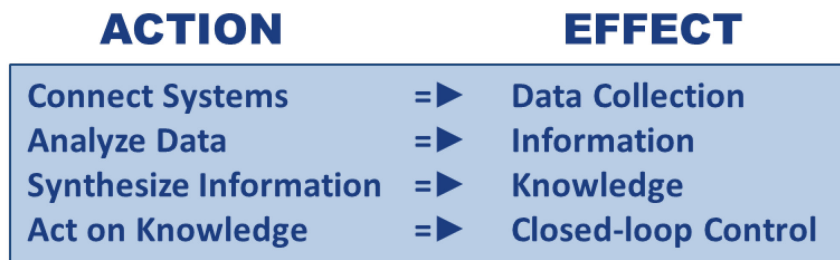 ACTION EFFECT
Connect Systems =► Data Collection
Analyze Data =► Information
Synthesize Information =► Knowledge
Act on Knowledge =► Closed-loop Control